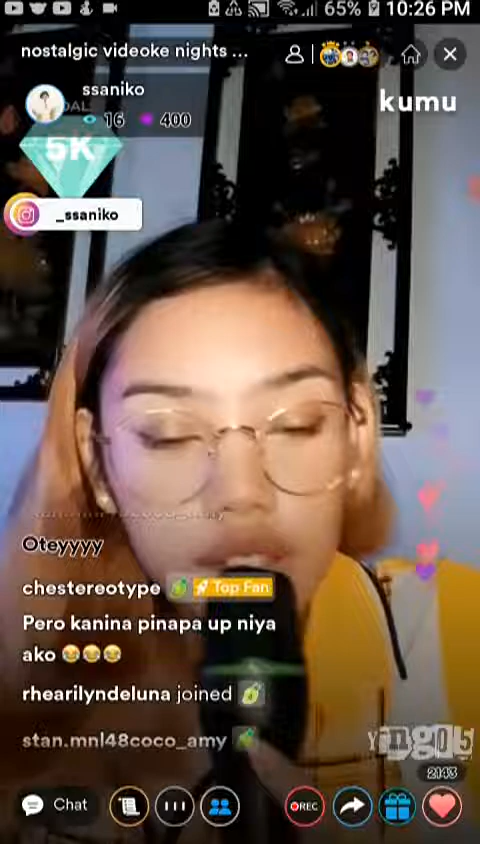 65% 10:26 PM
nostalgic videoke nights ...
ssaniko
16 400
kumu
5K
_ssaniko
Oteyyyy
chestereotype Top Fan
Pero kanina pinapa up niya
ako 😂😂😂
rhearilyndeluna joined
stan.mnl48coco_amy
2143
Chat
REC